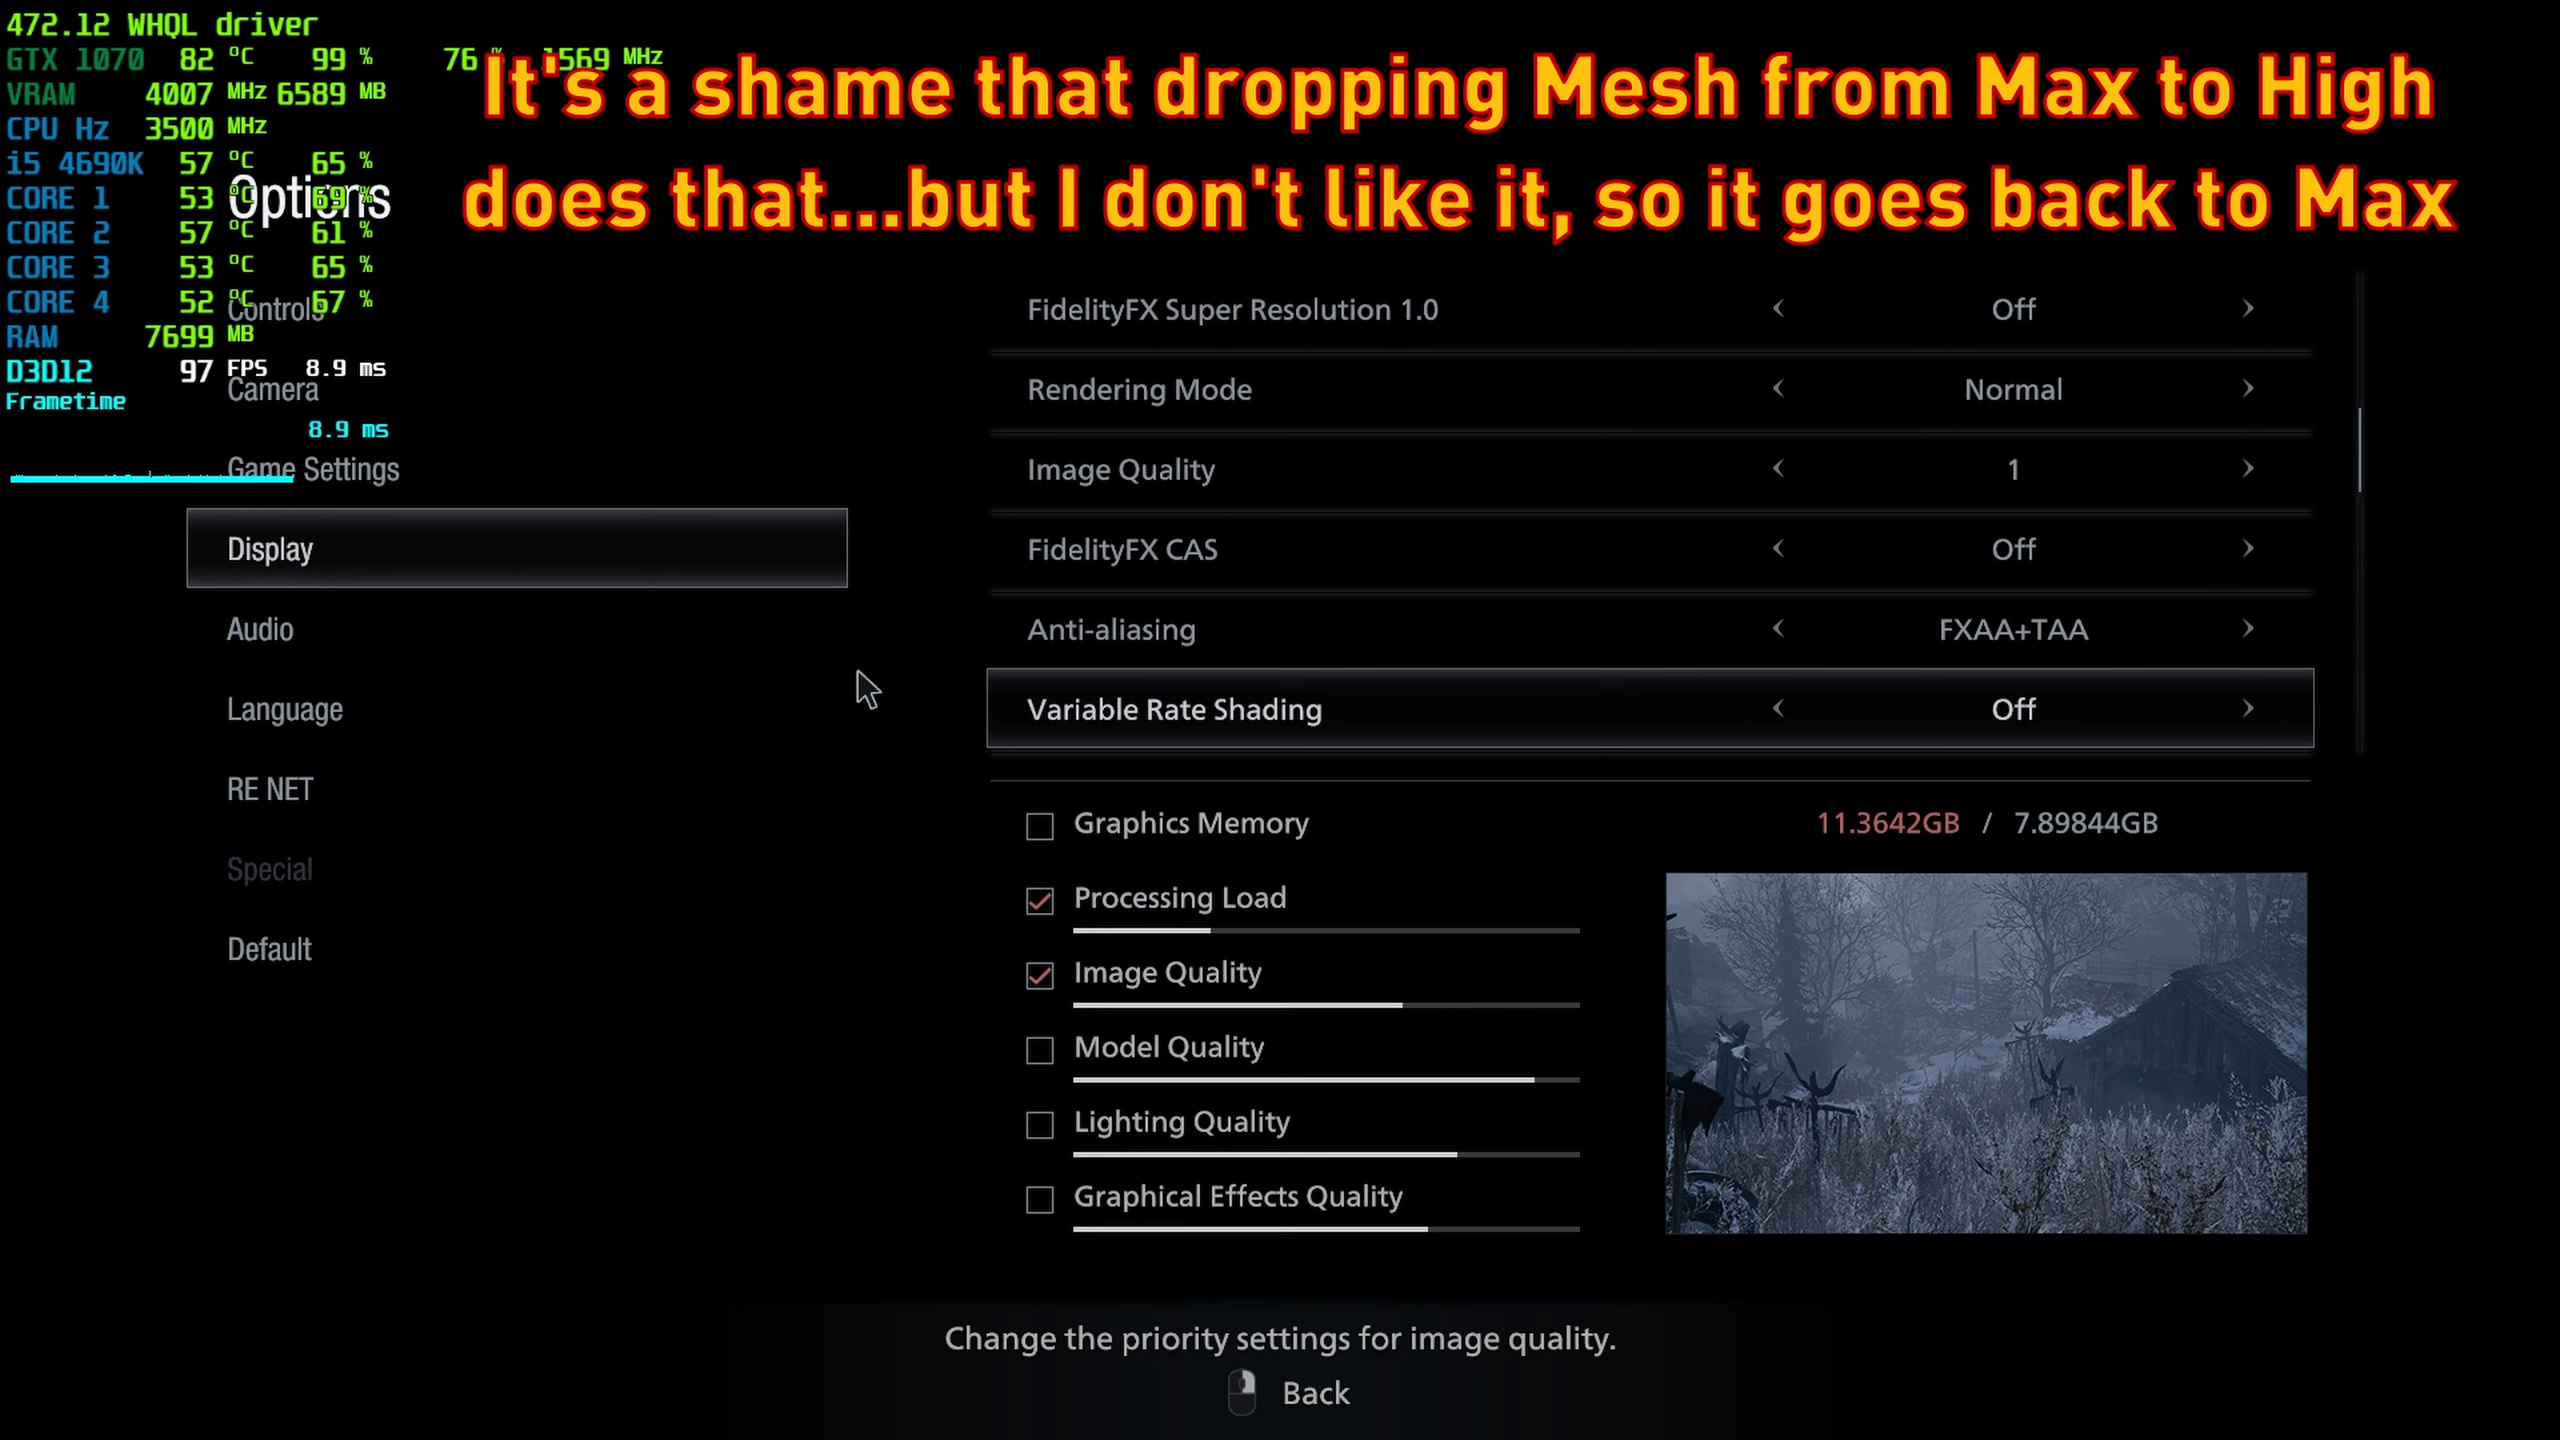 472.12 WHQL driver
GTX 1070 82 °C 99 % 76 % 1569 MHz
VRAM 4007 MHz 6589 MB
CPU Hz 3500 MHz
i5 4690K 57 °C 65 %
CORE 1 53 °C 69 %
CORE 2 57 °C 61 %
CORE 3 53 °C 65 %
CORE 4 52 °C 67 %
RAM 7699 MB
D3D12 97 FPS 8.9 ms
Frametime
8.9 ms
It's a shame that dropping Mesh from Max to High
does that...but I don't like it, so it goes back to Max
Options
Controls
Camera
Game Settings
Display
Audio
Language
RE NET
Special
Default
FidelityFX Super Resolution 1.0 Off
Rendering Mode Normal
Image Quality 1
FidelityFX CAS Off
Anti-aliasing FXAA+TAA
Variable Rate Shading Off
Graphics Memory 11.3642GB / 7.89844GB
Processing Load
Image Quality
Model Quality
Lighting Quality
Graphical Effects Quality
Change the priority settings for image quality.
Back